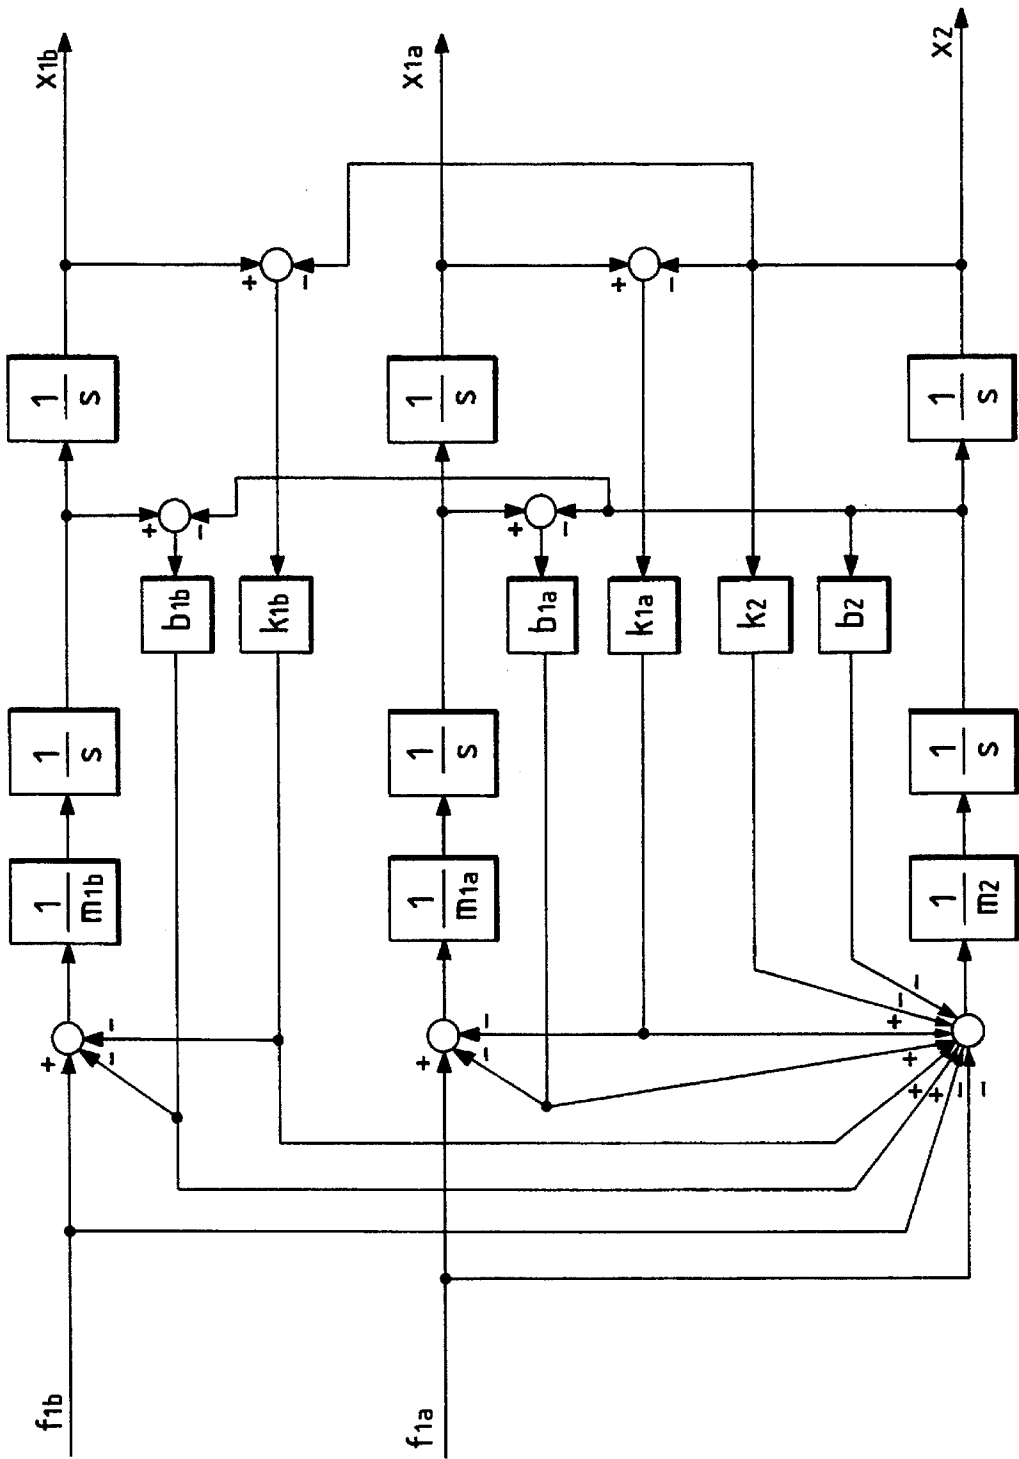 f1b
+
−
−
1
m1b
1
s
1
s
X1b
b1b
+
−
k1b
+
−
f1a
+
−
−
1
m1a
1
s
1
s
X1a
b1a
+
−
k1a
+
−
k2
b2
+
−
−
+
+
+
−
−
1
m2
1
s
1
s
X2